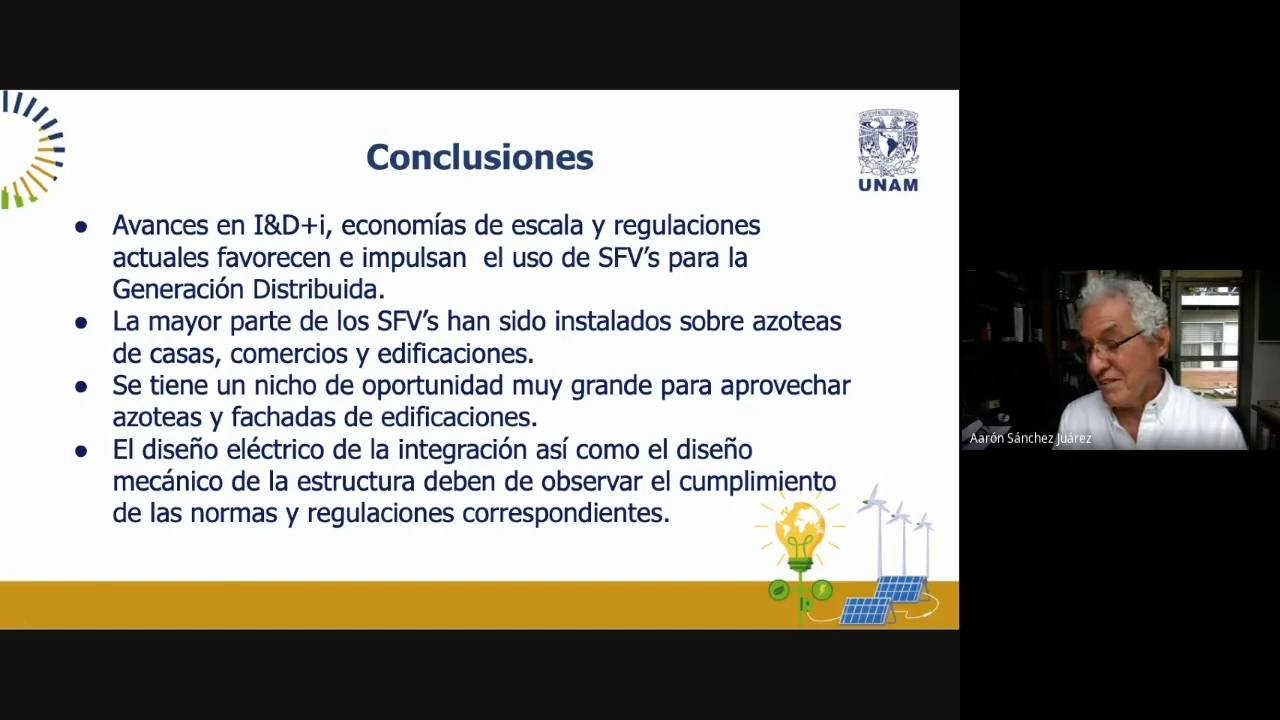 Conclusiones
UNAM
● Avances en I&D+i, economías de escala y regulaciones
actuales favorecen e impulsan  el uso de SFV’s para la
Generación Distribuida.
● La mayor parte de los SFV’s han sido instalados sobre azoteas
de casas, comercios y edificaciones.
● Se tiene un nicho de oportunidad muy grande para aprovechar
azoteas y fachadas de edificaciones.
● El diseño eléctrico de la integración así como el diseño
mecánico de la estructura deben de observar el cumplimiento
de las normas y regulaciones correspondientes.
Aarón Sánchez Juárez